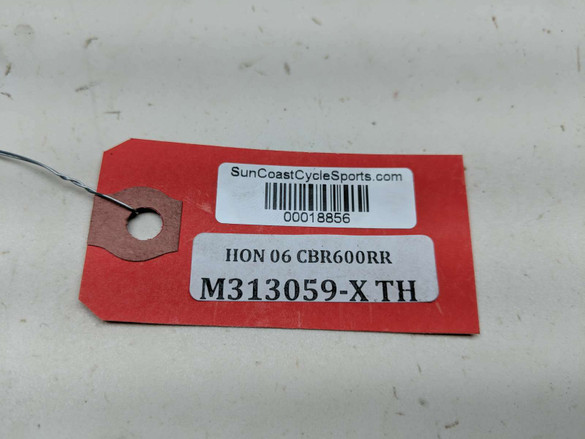 SunCoastCycleSports.com
00018856
HON 06 CBR600RR
M313059-X TH